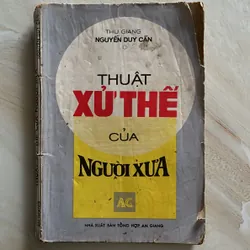 THU GIANG
NGUYỄN DUY CẦN
THUẬT
XỬ THẾ
CỦA
NGƯỜI XƯA
AG
NHÀ XUẤT BẢN TỔNG HỢP AN GIANG